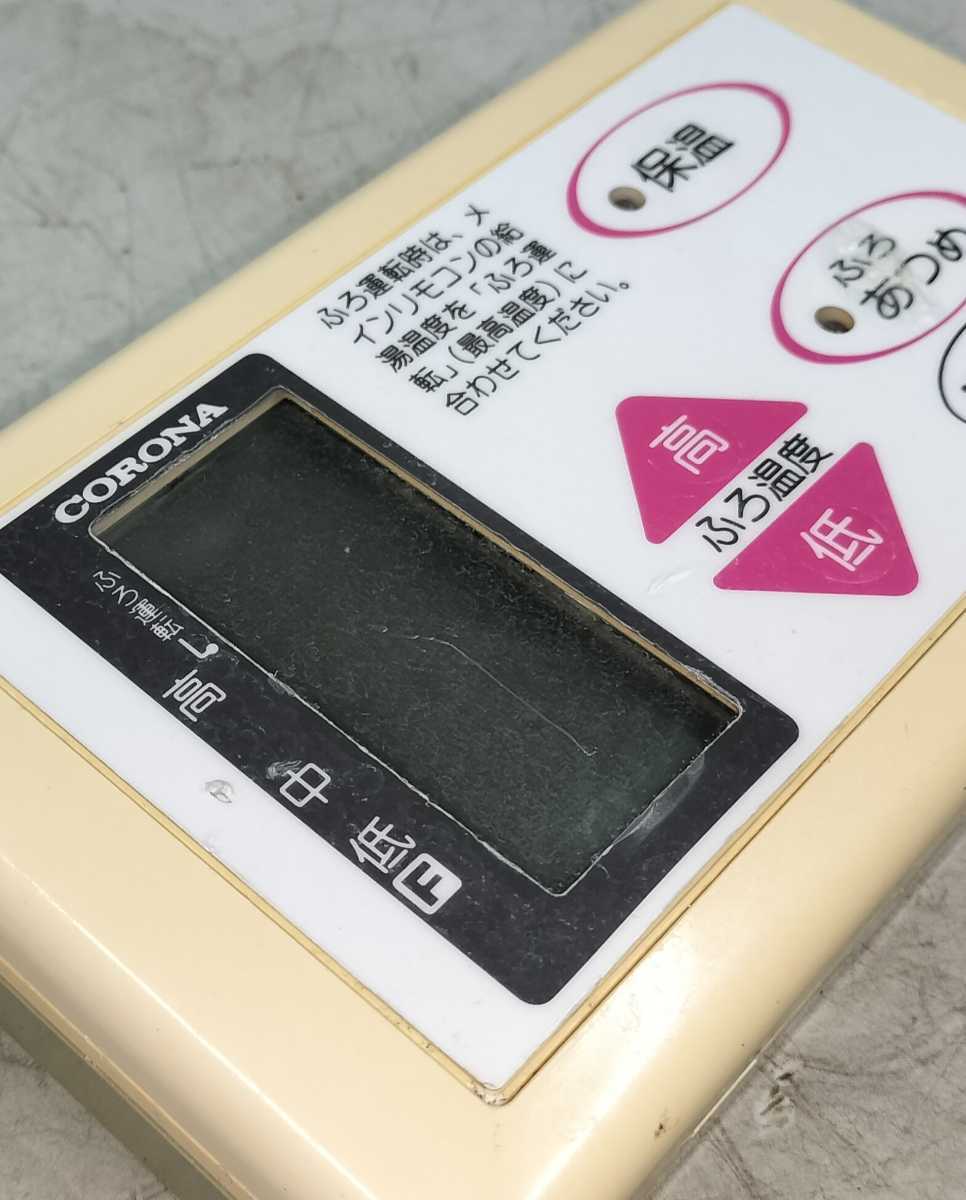 CORONA
ふろ運転
高
中
低
F
ふろ運転時は、メ
インリモコンの給
湯温度を「ふろ運
転」(最高温度)に
合わせてください。
保温
ふろ
あつめ
高
ふろ温度
低